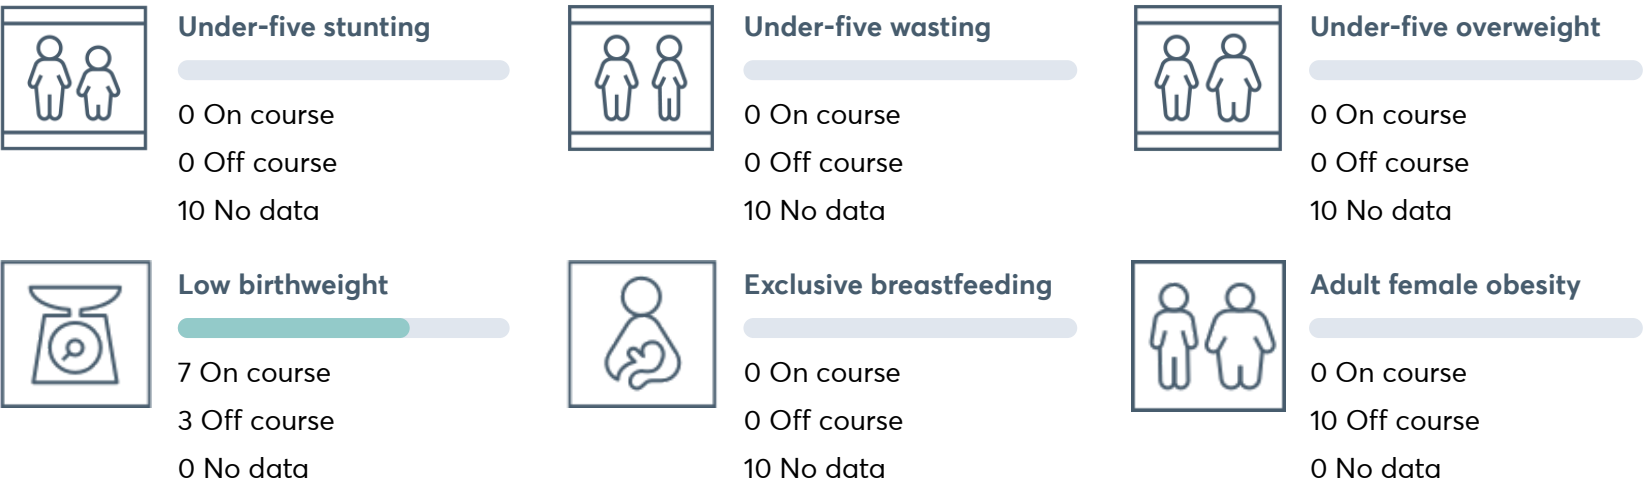 Under-five stunting
0 On course
0 Off course
10 No data
Under-five wasting
0 On course
0 Off course
10 No data
Under-five overweight
0 On course
0 Off course
10 No data
Low birthweight
7 On course
3 Off course
0 No data
Exclusive breastfeeding
0 On course
0 Off course
10 No data
Adult female obesity
0 On course
10 Off course
0 No data